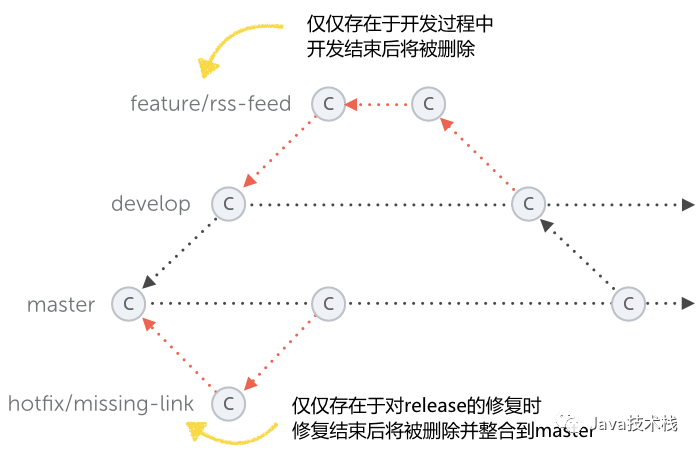 仅仅存在于开发过程中
开发结束后将被删除
feature/rss-feed
C
C
develop
C
C
master
C
C
C
hotfix/missing-link
C
仅仅存在于对release的修复时
修复结束后将被删除并整合到master
Java技术栈